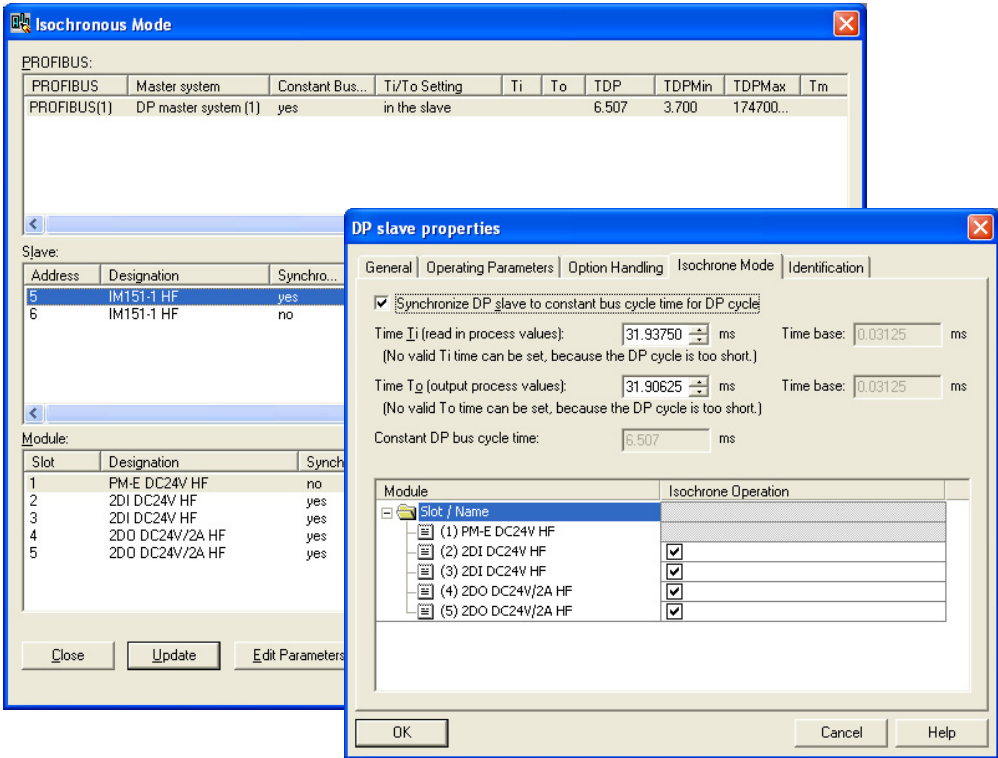 Isochronous Mode
PROFIBUS:
PROFIBUS Master system Constant Bus... Ti/To Setting Ti To TDP TDPMin TDPMax Tm
PROFIBUS(1) DP master system (1) yes in the slave 6.507 3.700 174700...
Slave:
Address Designation Synchro...
5 IM151-1 HF yes
6 IM151-1 HF no
Module:
Slot Designation Synch
1 PM-E DC24V HF no
2 2DI DC24V HF yes
3 2DI DC24V HF yes
4 2DO DC24V/2A HF yes
5 2DO DC24V/2A HF yes
Close Update Edit Parameters
DP slave properties
General Operating Parameters Option Handling Isochrone Mode Identification
Synchronize DP slave to constant bus cycle time for DP cycle
Time Ti (read in process values): 31.93750 ms Time base: 0.03125 ms
(No valid Ti time can be set, because the DP cycle is too short.)
Time To (output process values): 31.90625 ms Time base: 0.03125 ms
(No valid To time can be set, because the DP cycle is too short.)
Constant DP bus cycle time: 6.507 ms
Module Isochrone Operation
Slot / Name
(1) PM-E DC24V HF
(2) 2DI DC24V HF
(3) 2DI DC24V HF
(4) 2DO DC24V/2A HF
(5) 2DO DC24V/2A HF
OK Cancel Help